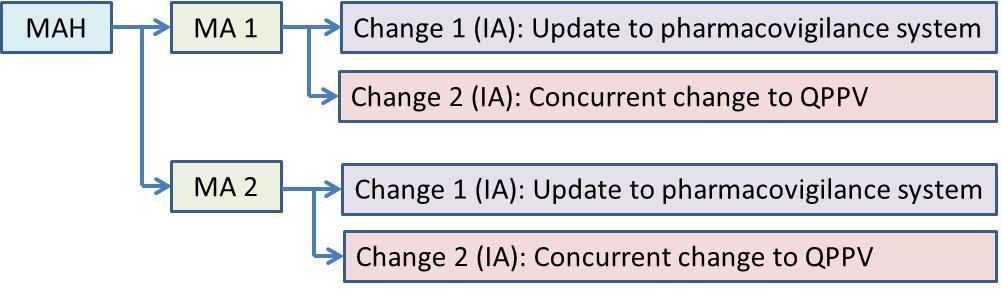 MAH
MA 1
Change 1 (IA): Update to pharmacovigilance system
Change 2 (IA): Concurrent change to QPPV
MA 2
Change 1 (IA): Update to pharmacovigilance system
Change 2 (IA): Concurrent change to QPPV